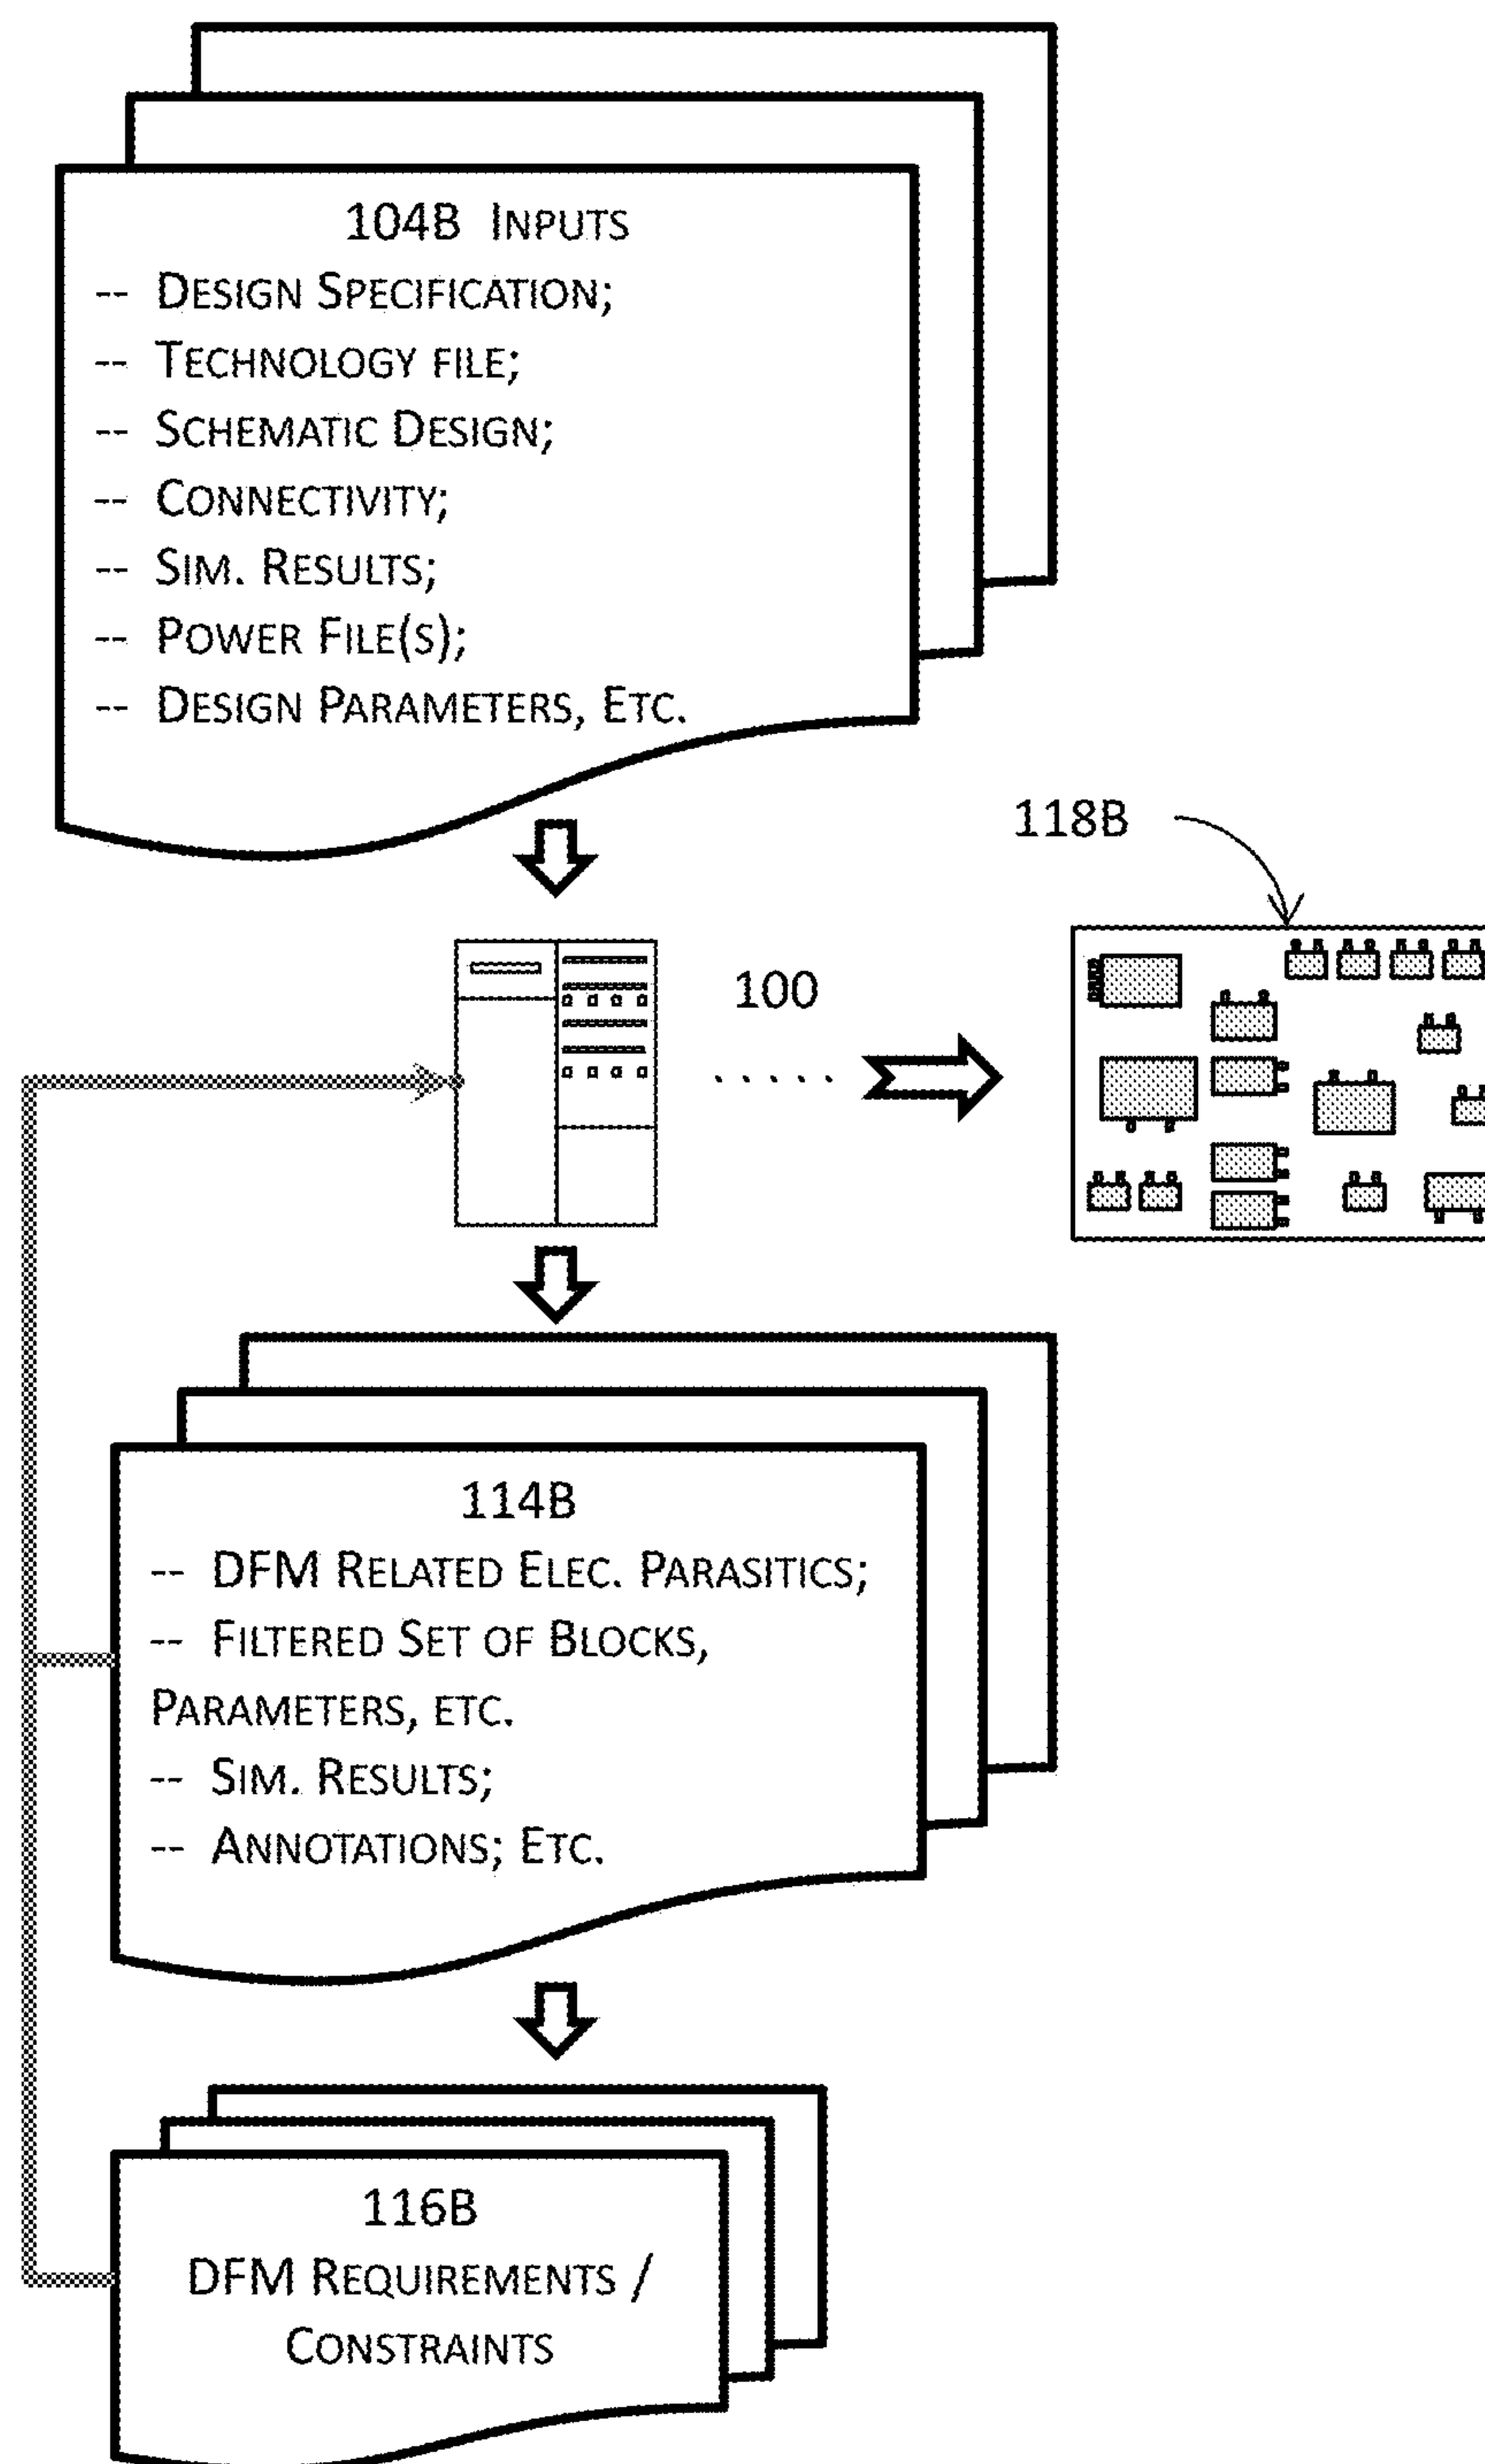 104B Inputs
-- Design Specification;
-- Technology file;
-- Schematic Design;
-- Connectivity;
-- Sim. Results;
-- Power File(s);
-- Design Parameters, Etc.
118B
100
.....
114B
-- DFM Related Elec. Parasitics;
-- Filtered Set of Blocks,
Parameters, etc.
-- Sim. Results;
-- Annotations; Etc.
116B
DFM Requirements /
Constraints